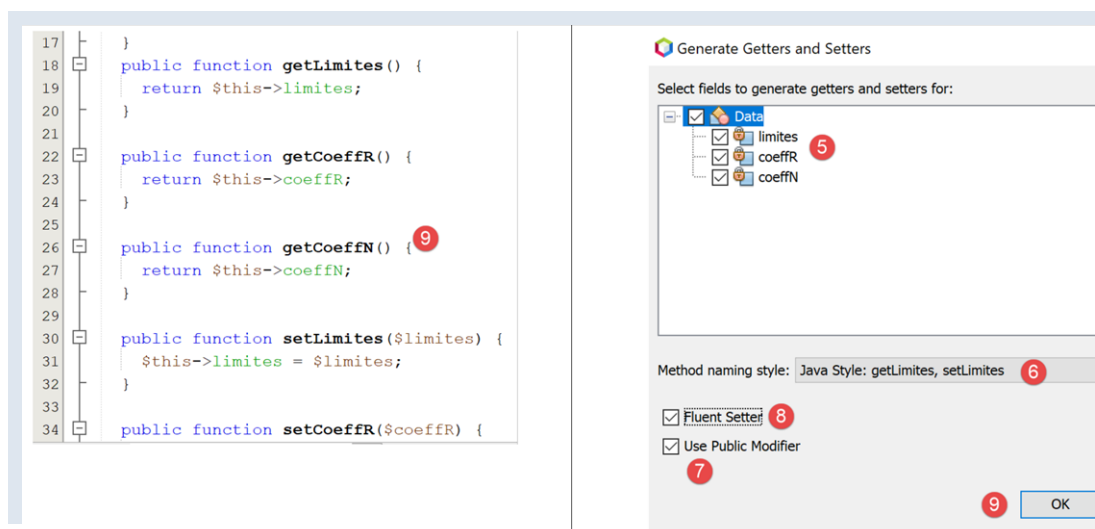 17 }
18 public function getLimites() {
19 return $this->limites;
20 }
21
22 public function getCoeffR() {
23 return $this->coeffR;
24 }
25
26 public function getCoeffN() { 9
27 return $this->coeffN;
28 }
29
30 public function setLimites($limites) {
31 $this->limites = $limites;
32 }
33
34 public function setCoeffR($coeffR) {
Generate Getters and Setters
Select fields to generate getters and setters for:
Data
limites
5
coeffR
coeffN
Method naming style: Java Style: getLimites, setLimites 6
Fluent Setter 8
Use Public Modifier
7
9 OK